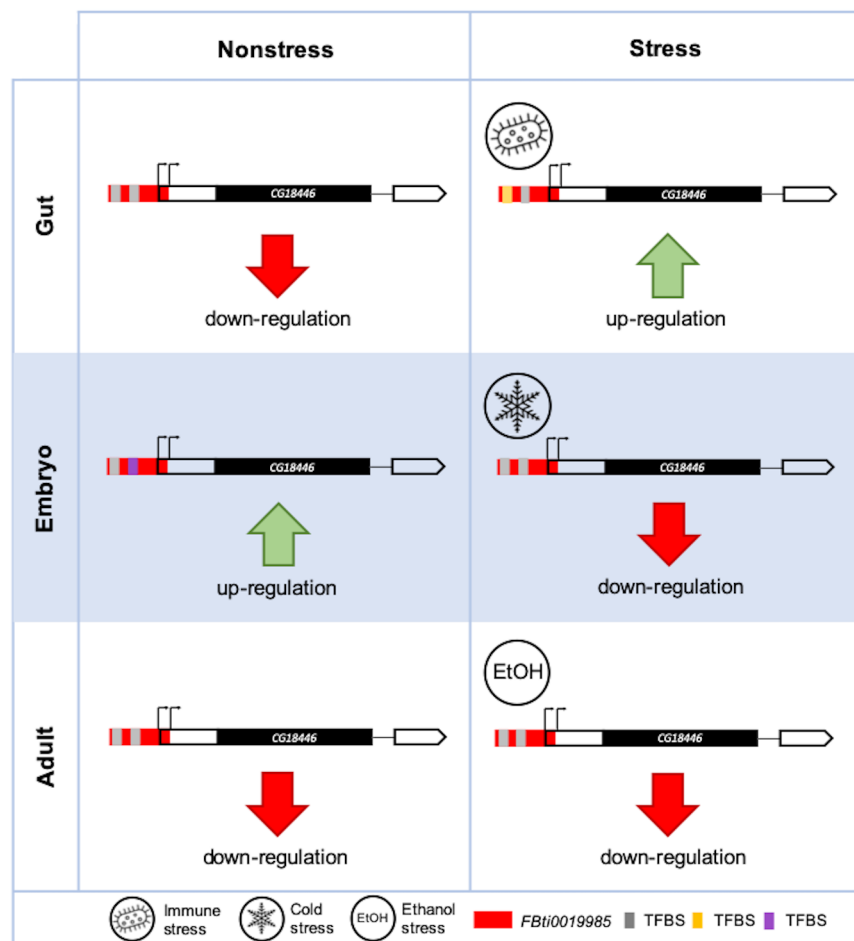 Nonstress
Stress
Gut
CG18446
down-regulation
CG18446
up-regulation
Embryo
CG18446
up-regulation
CG18446
down-regulation
Adult
CG18446
down-regulation
EtOH
CG18446
down-regulation
Immune
stress
Cold
stress
EtOH
Ethanol
stress
FBti0019985
TFBS
TFBS
TFBS